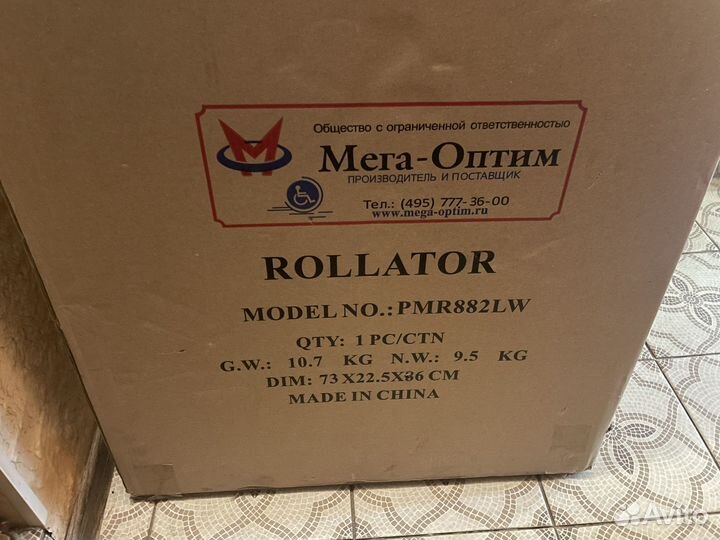 Общество с ограниченной ответственностью
Мега-Оптим
ПРОИЗВОДИТЕЛЬ И ПОСТАВЩИК
Тел.: (495) 777-36-00
www.mega-optim.ru
ROLLATOR
MODEL NO.: PMR882LW
QTY: 1 PC/CTN
G.W.: 10.7 KG N.W.: 9.5 KG
DIM: 73 X22.5X86 CM
MADE IN CHINA
Avito